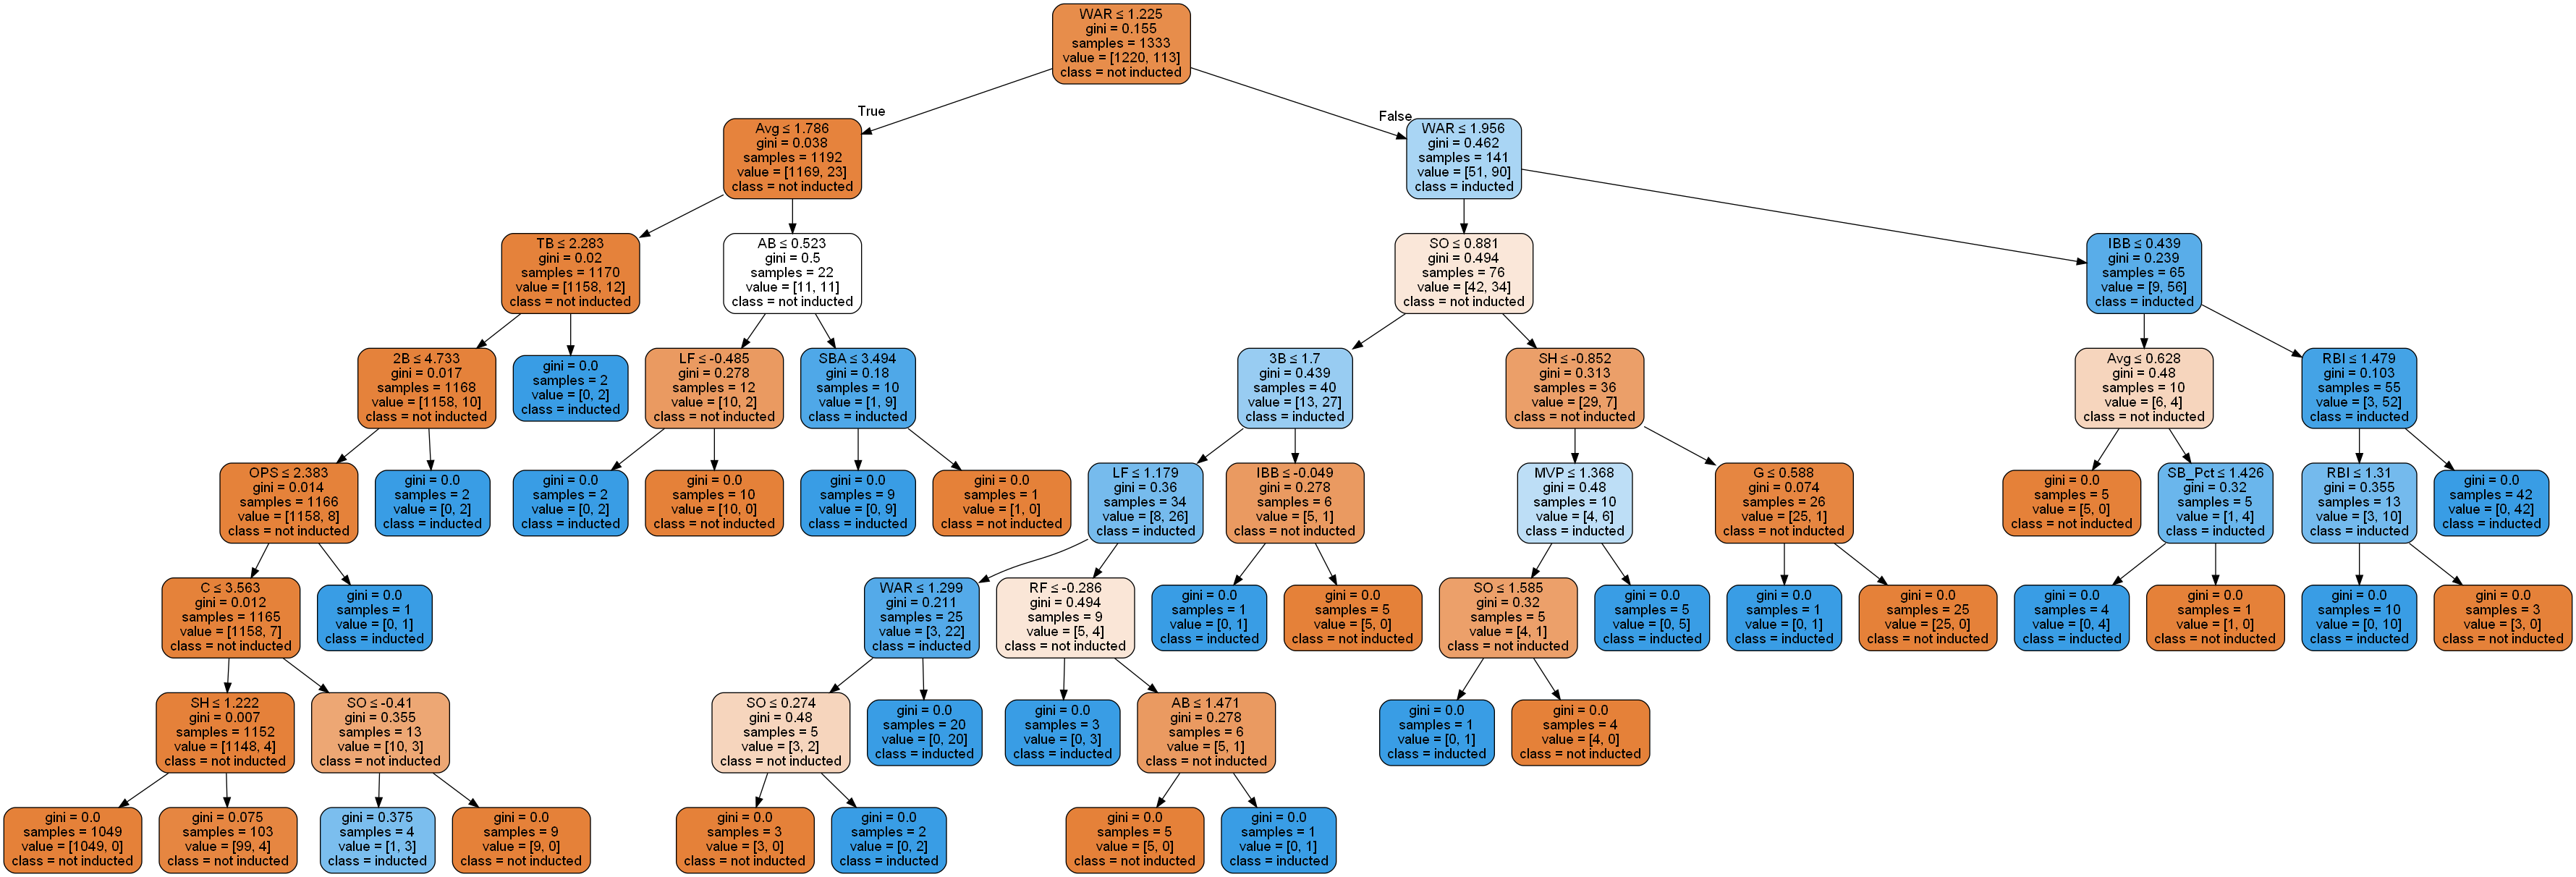 WAR ≤ 1.225
gini = 0.155
samples = 1333
value = [1220, 113]
class = not inducted
True
False
Avg ≤ 1.786
gini = 0.038
samples = 1192
value = [1169, 23]
class = not inducted
WAR ≤ 1.956
gini = 0.462
samples = 141
value = [51, 90]
class = inducted
TB ≤ 2.283
gini = 0.02
samples = 1170
value = [1158, 12]
class = not inducted
AB ≤ 0.523
gini = 0.5
samples = 22
value = [11, 11]
class = not inducted
SO ≤ 0.881
gini = 0.494
samples = 76
value = [42, 34]
class = not inducted
IBB ≤ 0.439
gini = 0.239
samples = 65
value = [9, 56]
class = inducted
2B ≤ 4.733
gini = 0.017
samples = 1168
value = [1158, 10]
class = not inducted
gini = 0.0
samples = 2
value = [0, 2]
class = inducted
LF ≤ -0.485
gini = 0.278
samples = 12
value = [10, 2]
class = not inducted
SBA ≤ 3.494
gini = 0.18
samples = 10
value = [1, 9]
class = inducted
3B ≤ 1.7
gini = 0.439
samples = 40
value = [13, 27]
class = inducted
SH ≤ -0.852
gini = 0.313
samples = 36
value = [29, 7]
class = not inducted
Avg ≤ 0.628
gini = 0.48
samples = 10
value = [6, 4]
class = not inducted
RBI ≤ 1.479
gini = 0.103
samples = 55
value = [3, 52]
class = inducted
OPS ≤ 2.383
gini = 0.014
samples = 1166
value = [1158, 8]
class = not inducted
gini = 0.0
samples = 2
value = [0, 2]
class = inducted
gini = 0.0
samples = 2
value = [0, 2]
class = inducted
gini = 0.0
samples = 10
value = [10, 0]
class = not inducted
gini = 0.0
samples = 9
value = [0, 9]
class = inducted
gini = 0.0
samples = 1
value = [1, 0]
class = not inducted
LF ≤ 1.179
gini = 0.36
samples = 34
value = [8, 26]
class = inducted
IBB ≤ -0.049
gini = 0.278
samples = 6
value = [5, 1]
class = not inducted
MVP ≤ 1.368
gini = 0.48
samples = 10
value = [4, 6]
class = inducted
G ≤ 0.588
gini = 0.074
samples = 26
value = [25, 1]
class = not inducted
gini = 0.0
samples = 5
value = [5, 0]
class = not inducted
SB_Pct ≤ 1.426
gini = 0.32
samples = 5
value = [1, 4]
class = inducted
RBI ≤ 1.31
gini = 0.355
samples = 13
value = [3, 10]
class = inducted
gini = 0.0
samples = 42
value = [0, 42]
class = inducted
C ≤ 3.563
gini = 0.012
samples = 1165
value = [1158, 7]
class = not inducted
gini = 0.0
samples = 1
value = [0, 1]
class = inducted
WAR ≤ 1.299
gini = 0.211
samples = 25
value = [3, 22]
class = inducted
RF ≤ -0.286
gini = 0.494
samples = 9
value = [5, 4]
class = not inducted
gini = 0.0
samples = 1
value = [0, 1]
class = inducted
gini = 0.0
samples = 5
value = [5, 0]
class = not inducted
SO ≤ 1.585
gini = 0.32
samples = 5
value = [4, 1]
class = not inducted
gini = 0.0
samples = 5
value = [0, 5]
class = inducted
gini = 0.0
samples = 1
value = [0, 1]
class = inducted
gini = 0.0
samples = 25
value = [25, 0]
class = not inducted
gini = 0.0
samples = 4
value = [0, 4]
class = inducted
gini = 0.0
samples = 1
value = [1, 0]
class = not inducted
gini = 0.0
samples = 10
value = [0, 10]
class = inducted
gini = 0.0
samples = 3
value = [3, 0]
class = not inducted
SH ≤ 1.222
gini = 0.007
samples = 1152
value = [1148, 4]
class = not inducted
SO ≤ -0.41
gini = 0.355
samples = 13
value = [10, 3]
class = not inducted
SO ≤ 0.274
gini = 0.48
samples = 5
value = [3, 2]
class = not inducted
gini = 0.0
samples = 20
value = [0, 20]
class = inducted
gini = 0.0
samples = 3
value = [0, 3]
class = inducted
AB ≤ 1.471
gini = 0.278
samples = 6
value = [5, 1]
class = not inducted
gini = 0.0
samples = 1
value = [0, 1]
class = inducted
gini = 0.0
samples = 4
value = [4, 0]
class = not inducted
gini = 0.0
samples = 1049
value = [1049, 0]
class = not inducted
gini = 0.075
samples = 103
value = [99, 4]
class = not inducted
gini = 0.375
samples = 4
value = [1, 3]
class = inducted
gini = 0.0
samples = 9
value = [9, 0]
class = not inducted
gini = 0.0
samples = 3
value = [3, 0]
class = not inducted
gini = 0.0
samples = 2
value = [0, 2]
class = inducted
gini = 0.0
samples = 5
value = [5, 0]
class = not inducted
gini = 0.0
samples = 1
value = [0, 1]
class = inducted